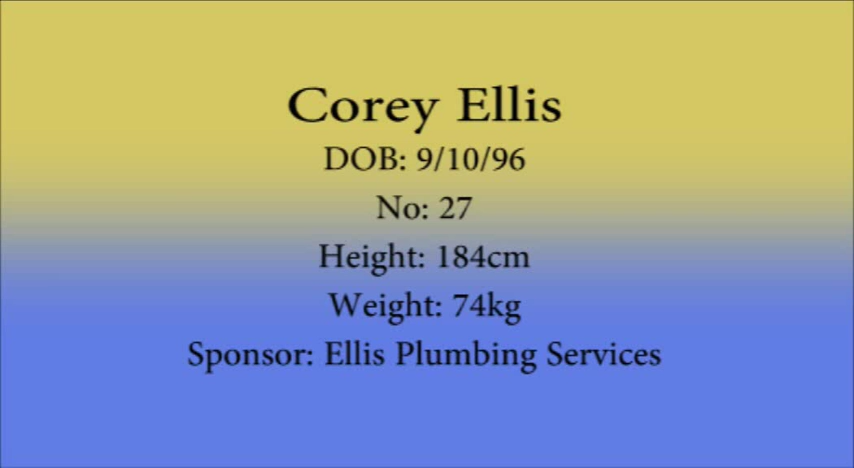 Corey Ellis
DOB: 9/10/96
No: 27
Height: 184cm
Weight: 74kg
Sponsor: Ellis Plumbing Services